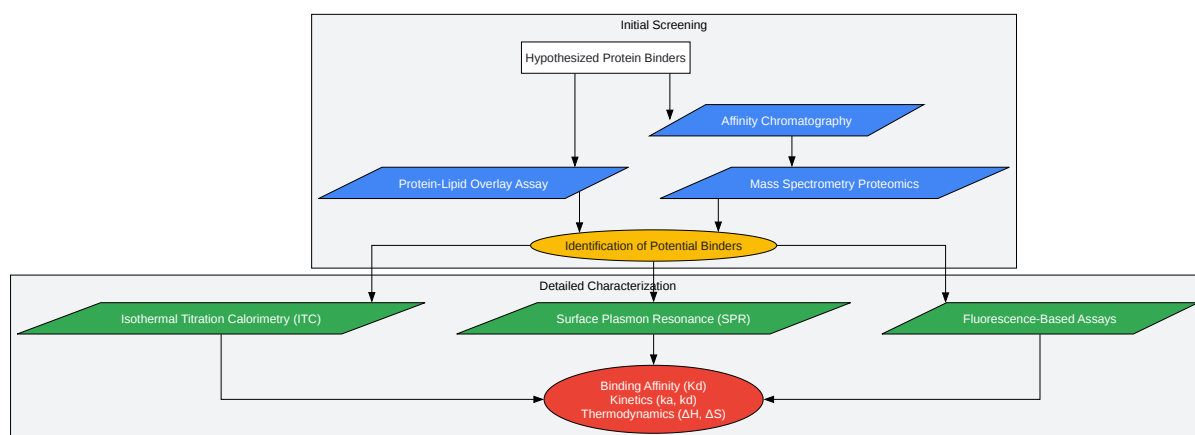 Initial Screening
Hypothesized Protein Binders
Affinity Chromatography
Protein-Lipid Overlay Assay
Mass Spectrometry Proteomics
Identification of Potential Binders
Detailed Characterization
Isothermal Titration Calorimetry (ITC)
Surface Plasmon Resonance (SPR)
Fluorescence-Based Assays
Binding Affinity (Kd)
Kinetics (ka, kd)
Thermodynamics (ΔH, ΔS)